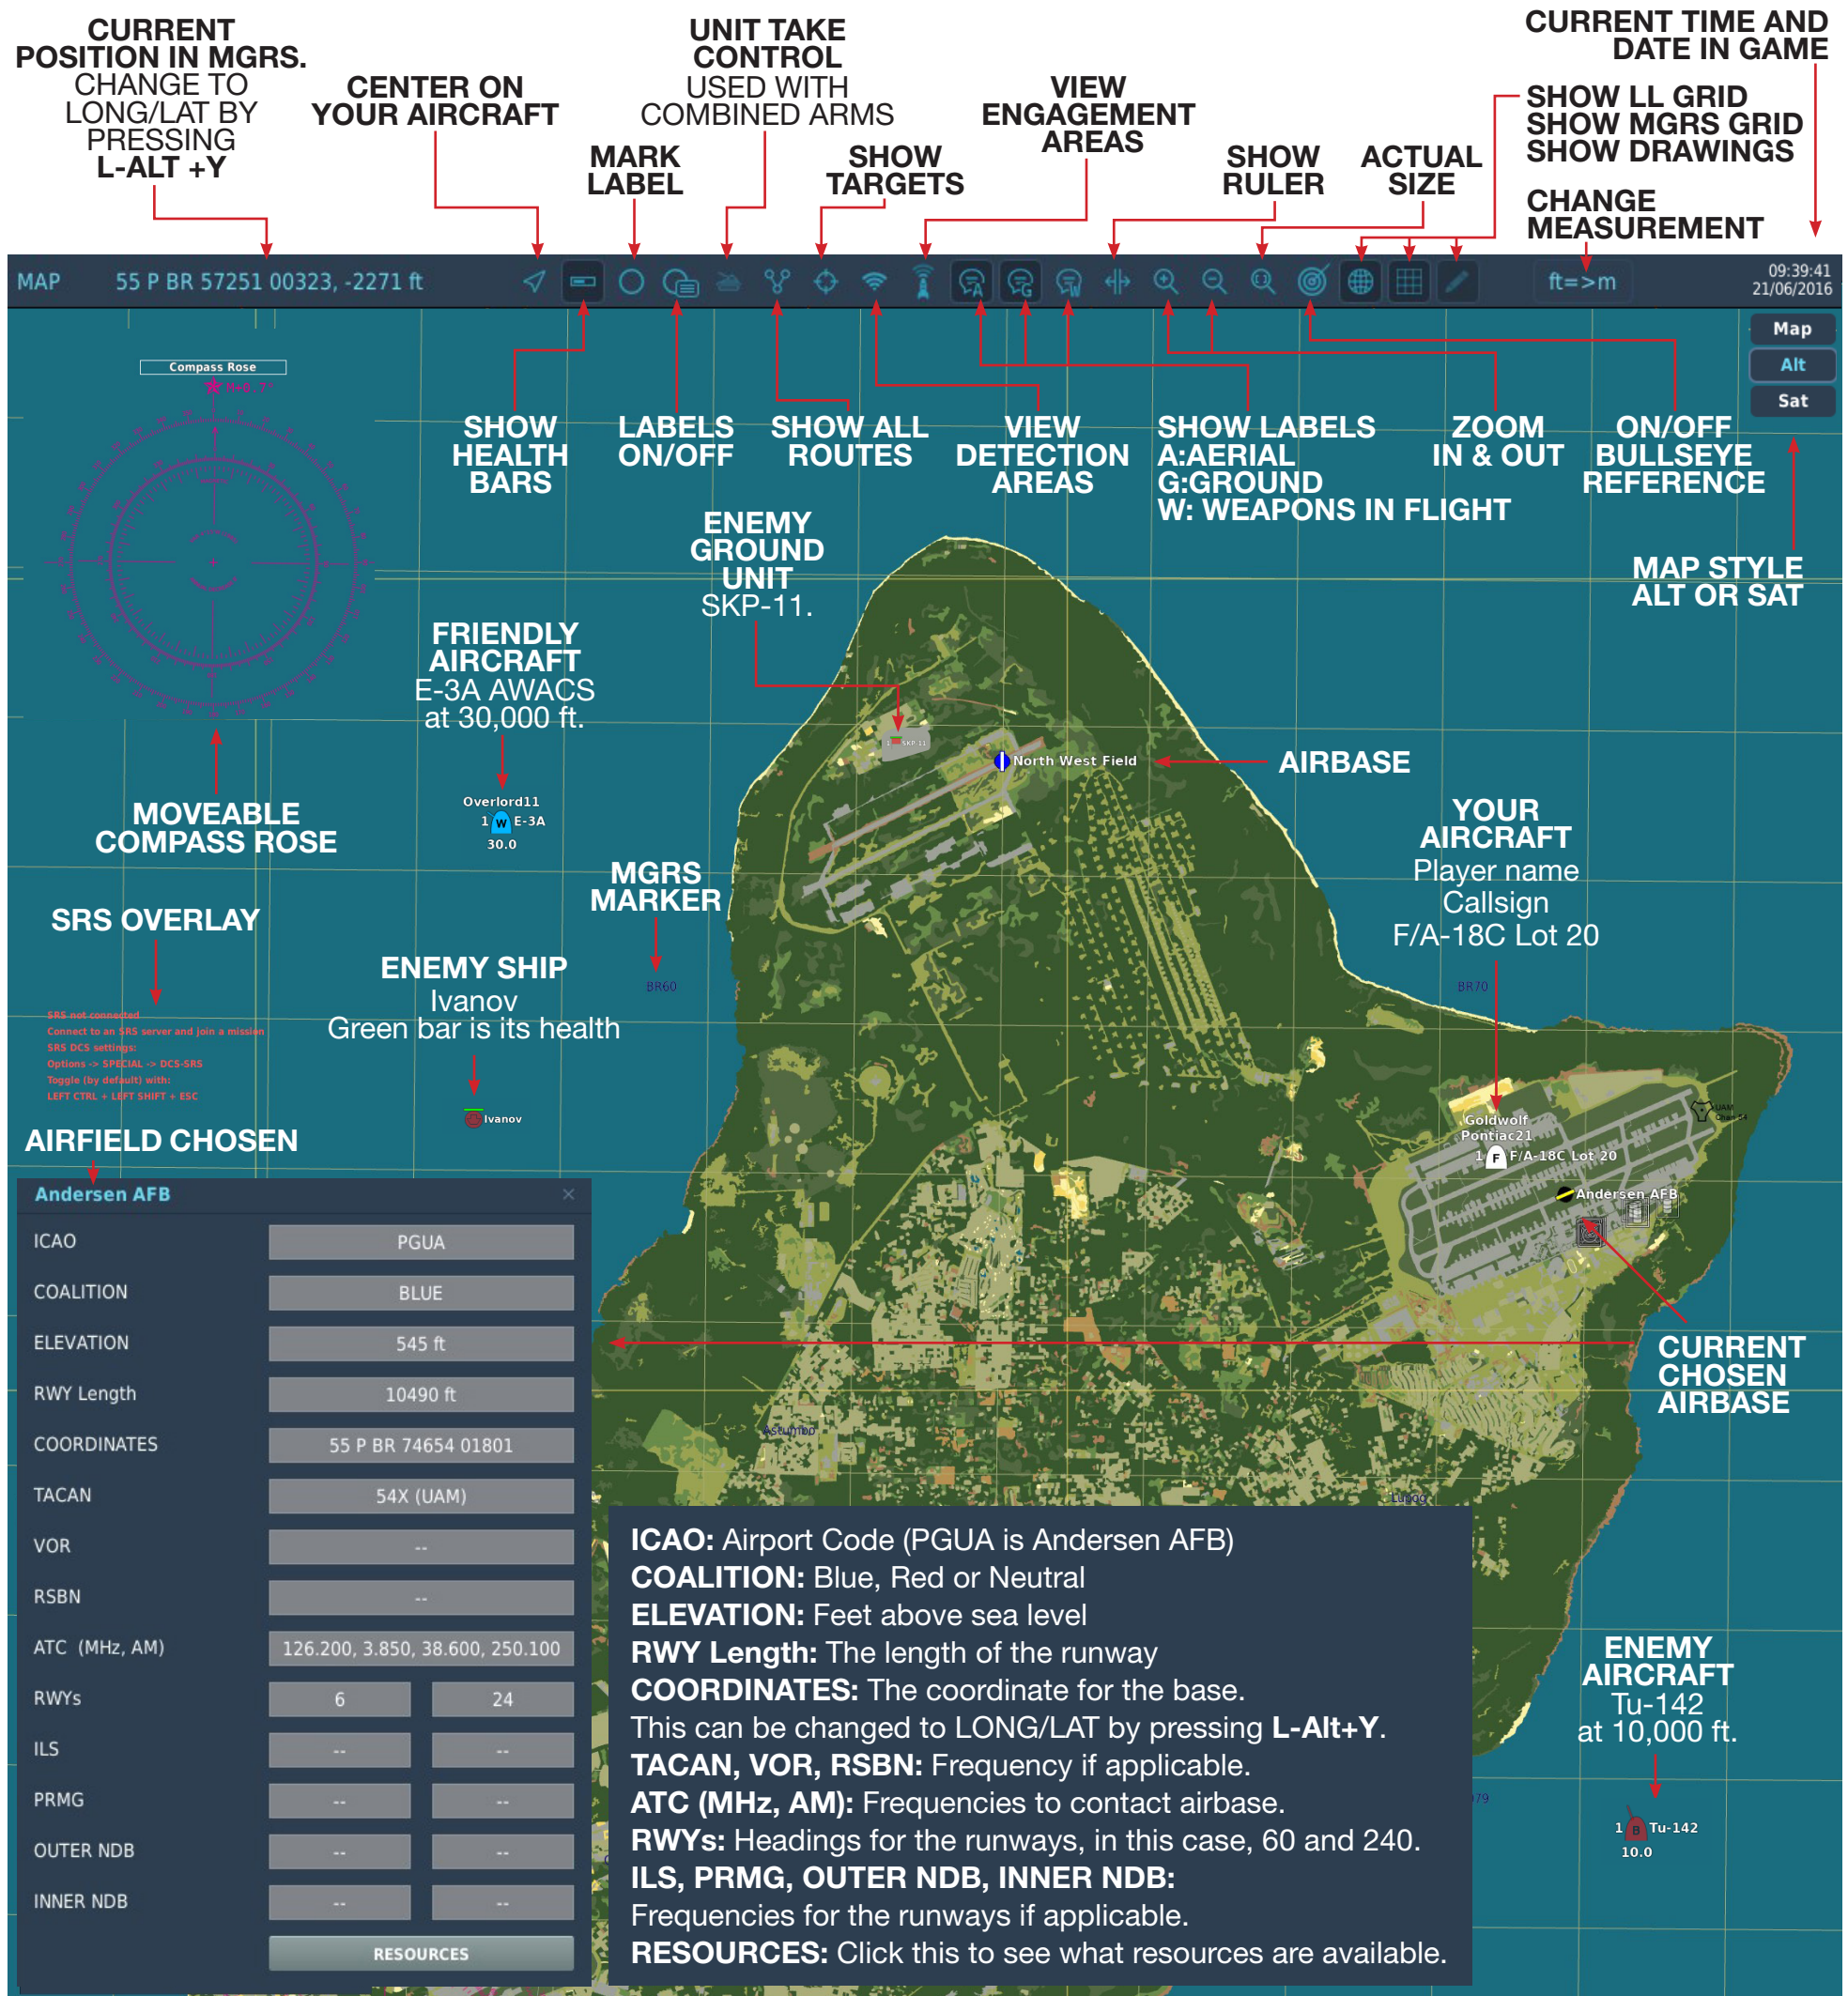 CURRENT
POSITION IN MGRS.
CHANGE TO
LONG/LAT BY
PRESSING
L-ALT +Y
CENTER ON
YOUR AIRCRAFT
MARK
LABEL
UNIT TAKE
CONTROL
USED WITH
COMBINED ARMS
SHOW
TARGETS
VIEW
ENGAGEMENT
AREAS
SHOW
RULER
ACTUAL
SIZE
CURRENT TIME AND
DATE IN GAME
SHOW LL GRID
SHOW MGRS GRID
SHOW DRAWINGS
CHANGE
MEASUREMENT
MAP
55 P BR 57251 00323, -2271 ft
A
G
W
ft=>m
09:39:41
21/06/2016
Map
Alt
Sat
Compass Rose
SHOW
HEALTH
BARS
LABELS
ON/OFF
SHOW ALL
ROUTES
VIEW
DETECTION
AREAS
SHOW LABELS
A:AERIAL
G:GROUND
W: WEAPONS IN FLIGHT
ZOOM
IN & OUT
ON/OFF
BULLSEYE
REFERENCE
MAP STYLE
ALT OR SAT
ENEMY
GROUND
UNIT
SKP-11.
FRIENDLY
AIRCRAFT
E-3A AWACS
at 30,000 ft.
1 SKP-11
North West Field
AIRBASE
MOVEABLE
COMPASS ROSE
Overlord11
1 W E-3A
30.0
YOUR
AIRCRAFT
Player name
Callsign
F/A-18C Lot 20
MGRS
MARKER
BR60
BR70
SRS OVERLAY
ENEMY SHIP
Ivanov
Green bar is its health
SRS not connected
Connect to an SRS server and join a mission
SRS DCS settings:
Options -> SPECIAL -> DCS-SRS
Toggle (by default) with:
LEFT CTRL + LEFT SHIFT + ESC
Ivanov
Goldwolf
Pontiac21
1 F F/A-18C Lot 20
UAM
Andersen AFB
AIRFIELD CHOSEN
Andersen AFB ×
ICAO PGUA
COALITION BLUE
ELEVATION 545 ft
RWY Length 10490 ft
COORDINATES 55 P BR 74654 01801
TACAN 54X (UAM)
VOR --
RSBN --
ATC (MHz, AM) 126.200, 3.850, 38.600, 250.100
RWYs 6 24
ILS -- --
PRMG -- --
OUTER NDB -- --
INNER NDB -- --
RESOURCES
CURRENT
CHOSEN
AIRBASE
Astumbo
Lupog
ICAO: Airport Code (PGUA is Andersen AFB)
COALITION: Blue, Red or Neutral
ELEVATION: Feet above sea level
RWY Length: The length of the runway
COORDINATES: The coordinate for the base.
This can be changed to LONG/LAT by pressing L-Alt+Y.
TACAN, VOR, RSBN: Frequency if applicable.
ATC (MHz, AM): Frequencies to contact airbase.
RWYs: Headings for the runways, in this case, 60 and 240.
ILS, PRMG, OUTER NDB, INNER NDB:
Frequencies for the runways if applicable.
RESOURCES: Click this to see what resources are available.
ENEMY
AIRCRAFT
Tu-142
at 10,000 ft.
79
1 B Tu-142
10.0